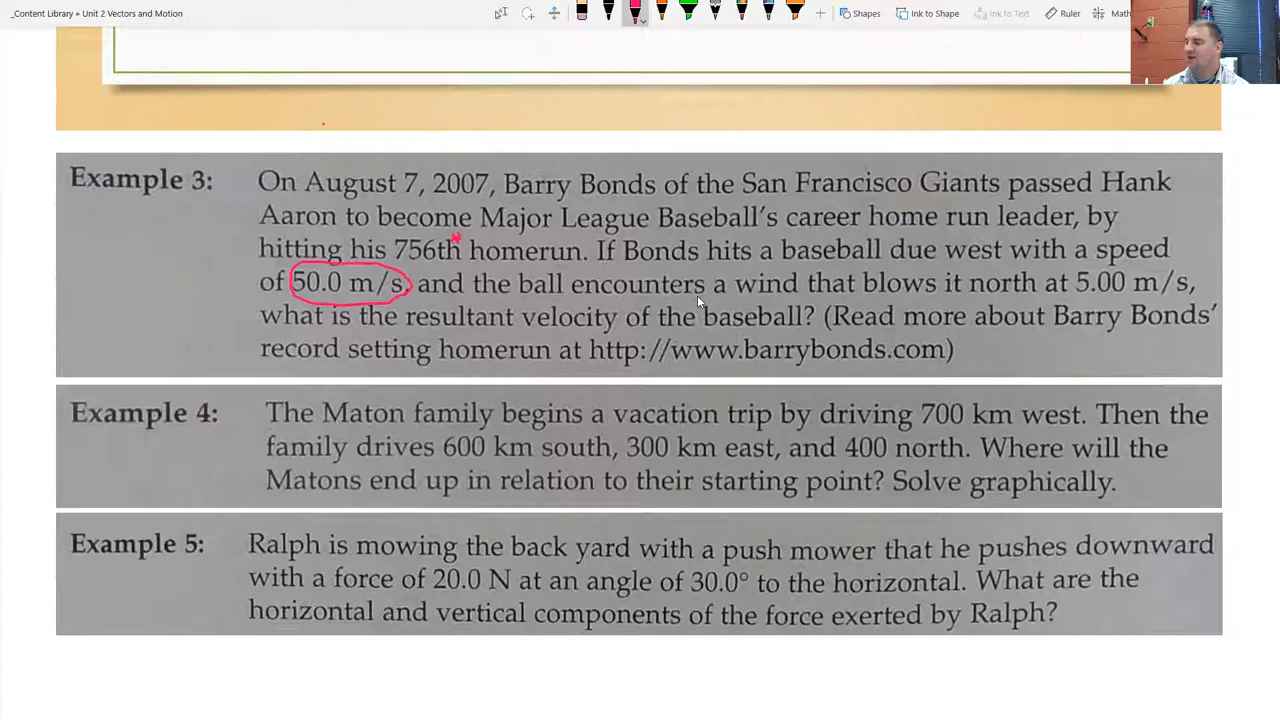 _Content Library » Unit 2 Vectors and Motion
Shapes
Ink to Shape
Ink to Text
Ruler
Math
Example 3: On August 7, 2007, Barry Bonds of the San Francisco Giants passed Hank
Aaron to become Major League Baseball's career home run leader, by
hitting his 756th* homerun. If Bonds hits a baseball due west with a speed
of 50.0 m/s, and the ball encounters a wind that blows it north at 5.00 m/s,
what is the resultant velocity of the baseball? (Read more about Barry Bonds'
record setting homerun at http://www.barrybonds.com)
Example 4: The Maton family begins a vacation trip by driving 700 km west. Then the
family drives 600 km south, 300 km east, and 400 north. Where will the
Matons end up in relation to their starting point? Solve graphically.
Example 5: Ralph is mowing the back yard with a push mower that he pushes downward
with a force of 20.0 N at an angle of 30.0° to the horizontal. What are the
horizontal and vertical components of the force exerted by Ralph?